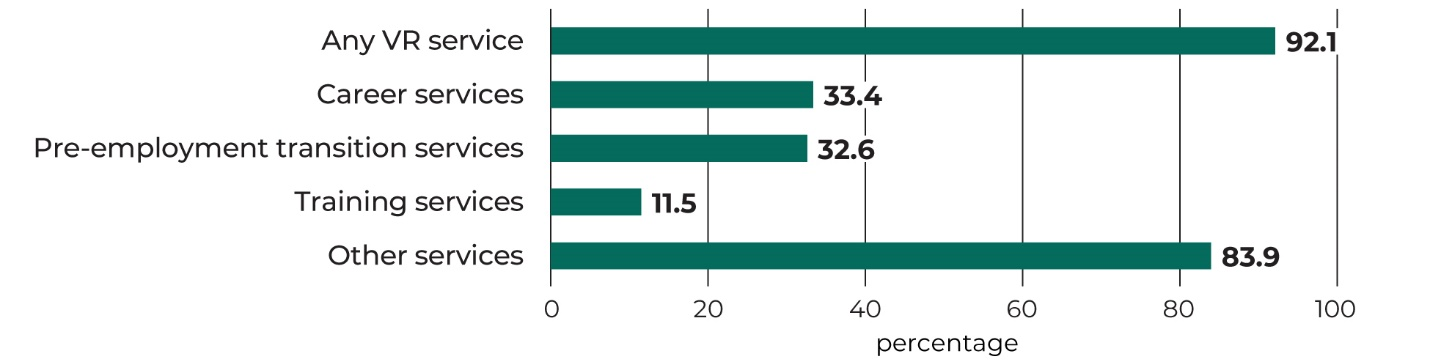 Any VR service 92.1
Career services 33.4
Pre-employment transition services 32.6
Training services 11.5
Other services 83.9
0 20 40 60 80 100
percentage